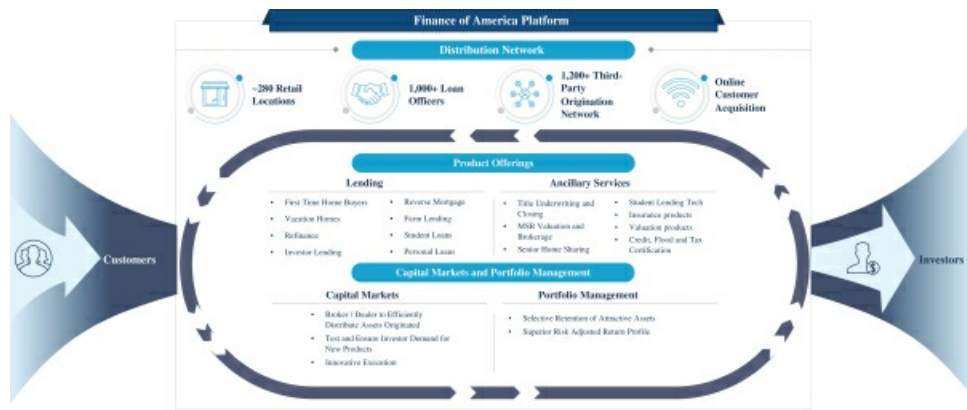 Finance of America Platform
Distribution Network
~280 Retail
Locations
1,000+ Loan
Officers
1,200+ Third-
Party
Origination
Network
Online
Customer
Acquisition
Product Offerings
Lending
• First Time Home Buyers
• Vacation Homes
• Refinance
• Investor Lending
• Reverse Mortgage
• Farm Lending
• Student Loans
• Personal Loans
Ancillary Services
• Title Underwriting and
Closing
• MSR Valuation and
Brokerage
• Senior Home Sharing
• Student Lending Tech
• Insurance products
• Valuation products
• Credit, Flood and Tax
Certification
Customers
Investors
Capital Markets and Portfolio Management
Capital Markets
• Broker / Dealer to Efficiently
Distribute Assets Originated
• Test and Ensure Investor Demand for
New Products
• Innovative Execution
Portfolio Management
• Selective Retention of Attractive Assets
• Superior Risk Adjusted Return Profile